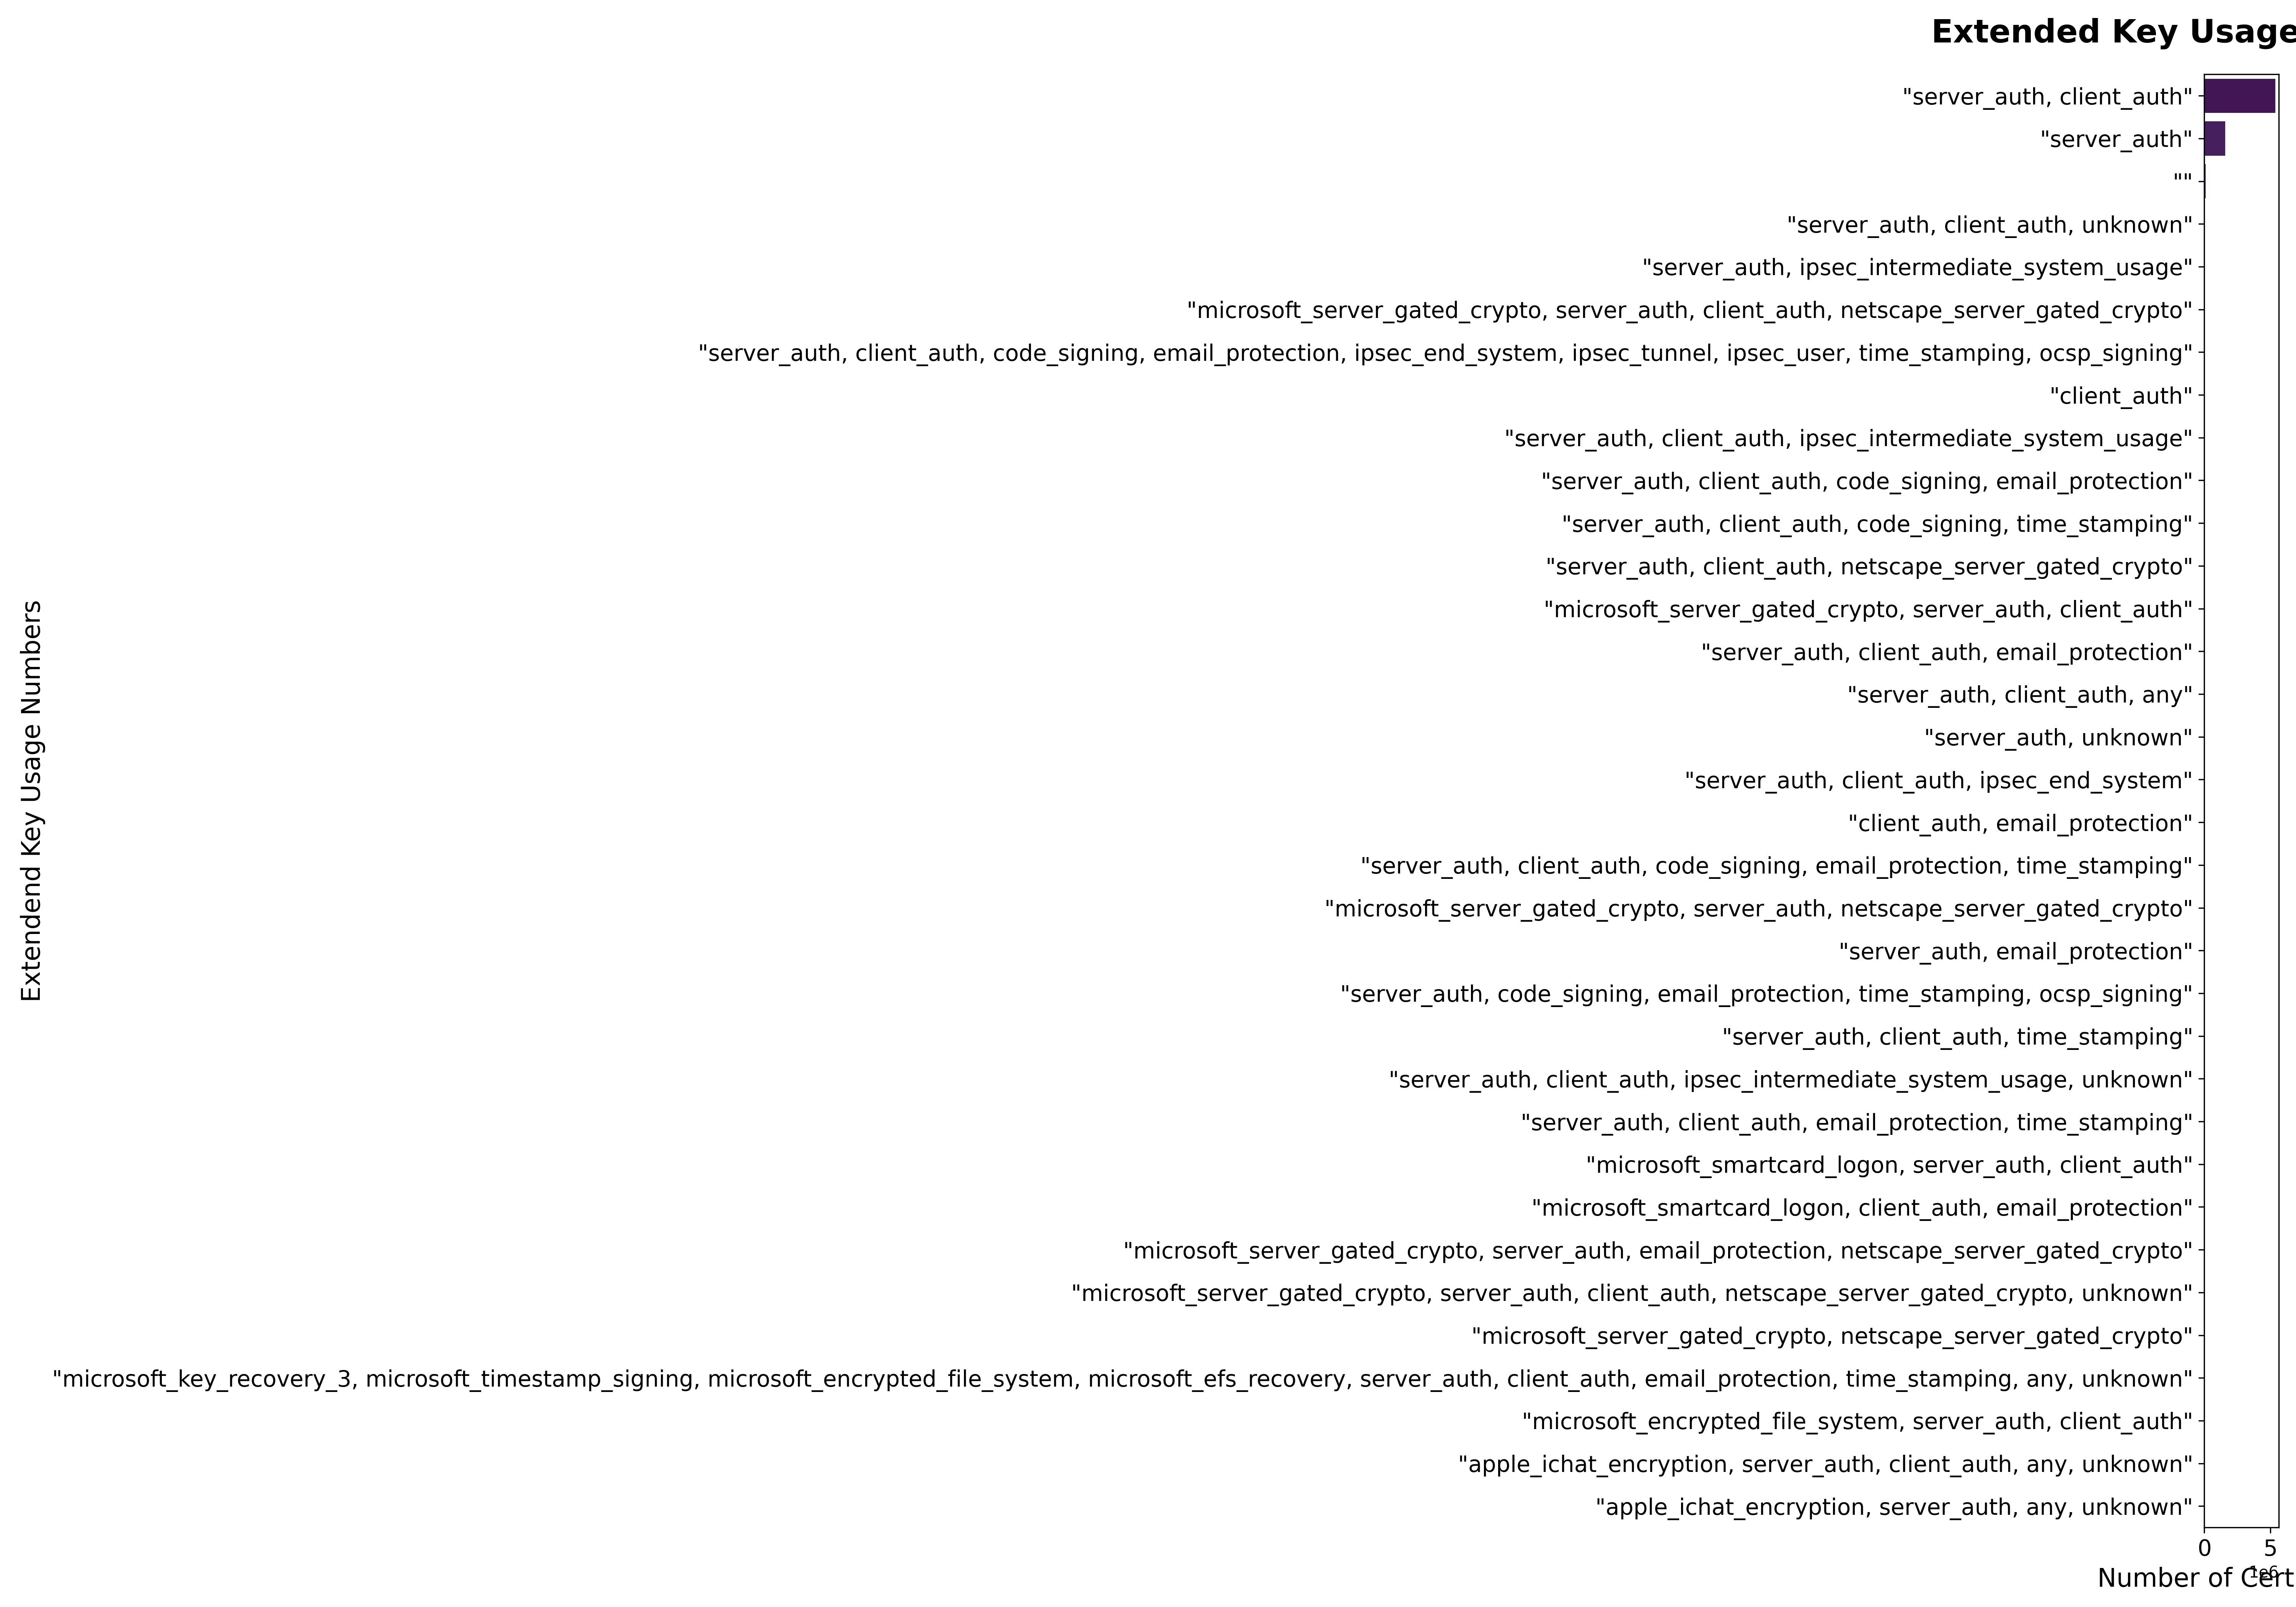 Extended Key Usage
"server_auth, client_auth"
"server_auth"
""
"server_auth, client_auth, unknown"
"server_auth, ipsec_intermediate_system_usage"
"microsoft_server_gated_crypto, server_auth, client_auth, netscape_server_gated_crypto"
"server_auth, client_auth, code_signing, email_protection, ipsec_end_system, ipsec_tunnel, ipsec_user, time_stamping, ocsp_signing"
"client_auth"
"server_auth, client_auth, ipsec_intermediate_system_usage"
"server_auth, client_auth, code_signing, email_protection"
"server_auth, client_auth, code_signing, time_stamping"
"server_auth, client_auth, netscape_server_gated_crypto"
"microsoft_server_gated_crypto, server_auth, client_auth"
"server_auth, client_auth, email_protection"
"server_auth, client_auth, any"
"server_auth, unknown"
"server_auth, client_auth, ipsec_end_system"
"client_auth, email_protection"
"server_auth, client_auth, code_signing, email_protection, time_stamping"
"microsoft_server_gated_crypto, server_auth, netscape_server_gated_crypto"
"server_auth, email_protection"
"server_auth, code_signing, email_protection, time_stamping, ocsp_signing"
"server_auth, client_auth, time_stamping"
"server_auth, client_auth, ipsec_intermediate_system_usage, unknown"
"server_auth, client_auth, email_protection, time_stamping"
"microsoft_smartcard_logon, server_auth, client_auth"
"microsoft_smartcard_logon, client_auth, email_protection"
"microsoft_server_gated_crypto, server_auth, email_protection, netscape_server_gated_crypto"
"microsoft_server_gated_crypto, server_auth, client_auth, netscape_server_gated_crypto, unknown"
"microsoft_server_gated_crypto, netscape_server_gated_crypto"
"microsoft_key_recovery_3, microsoft_timestamp_signing, microsoft_encrypted_file_system, microsoft_efs_recovery, server_auth, client_auth, email_protection, time_stamping, any, unknown"
"microsoft_encrypted_file_system, server_auth, client_auth"
"apple_ichat_encryption, server_auth, client_auth, any, unknown"
"apple_ichat_encryption, server_auth, any, unknown"
Extendend Key Usage Numbers
0 5
1e6
Number of Cert